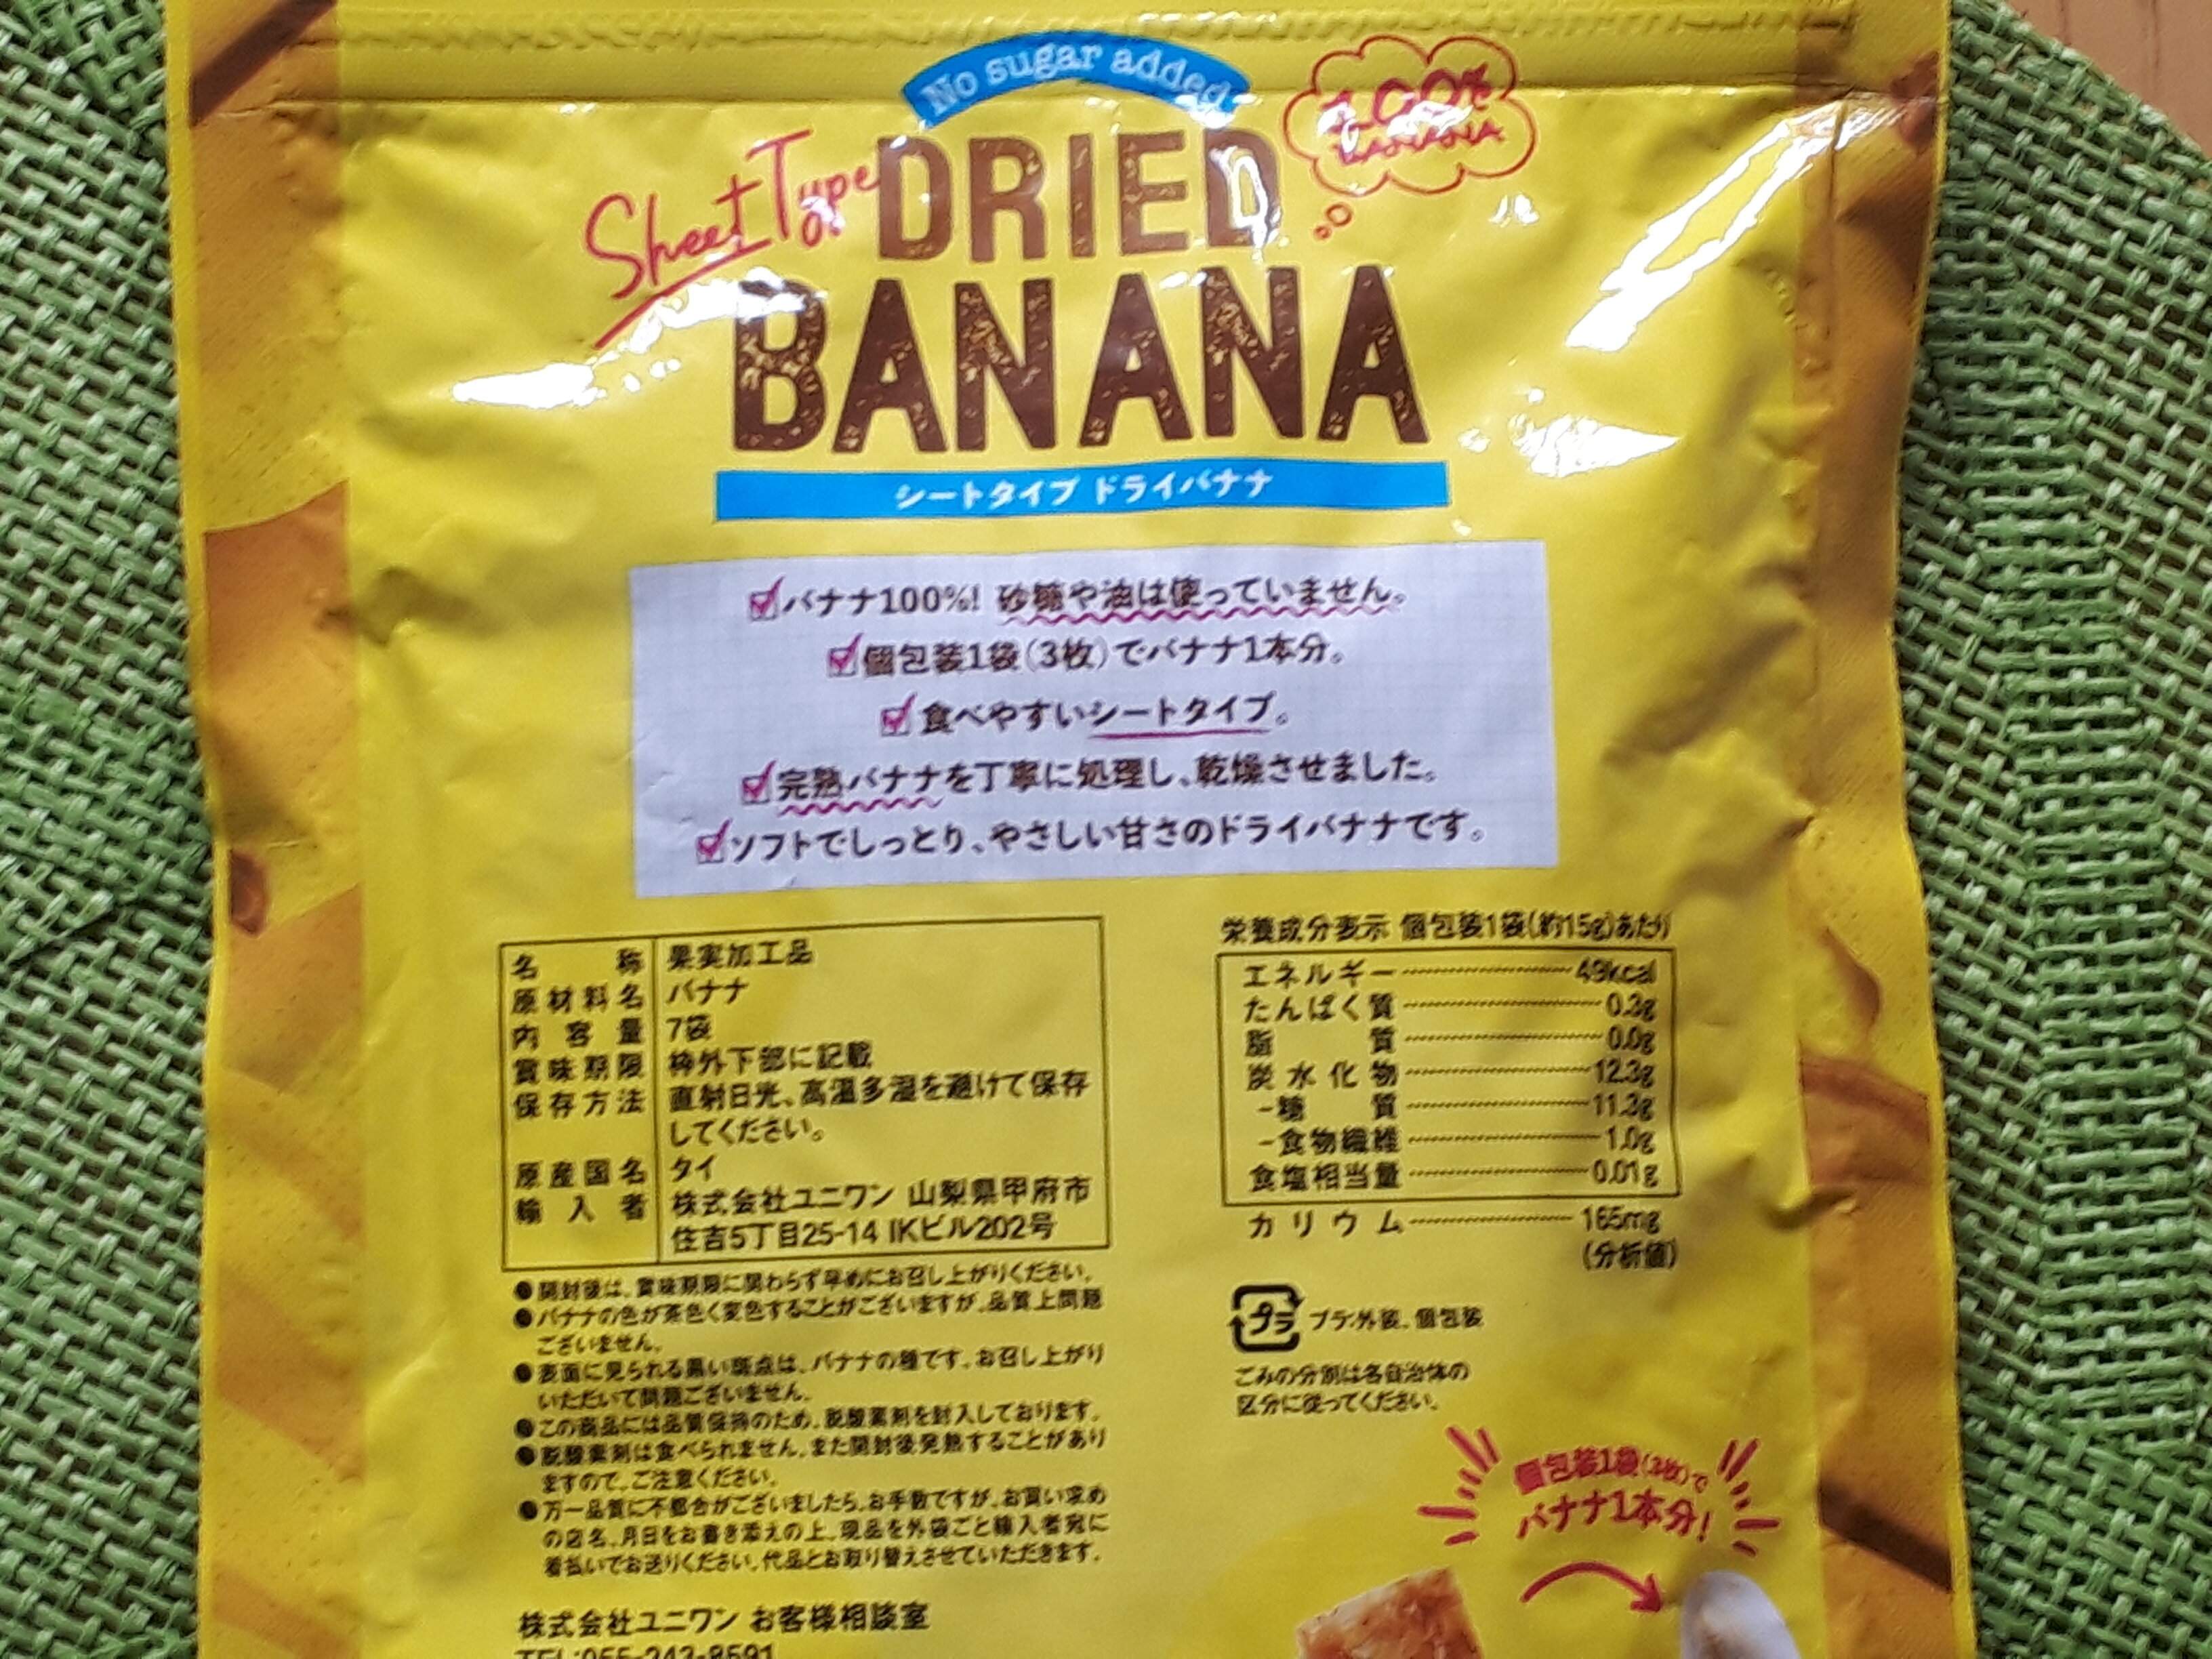 No sugar added
100%
BANANA
Sheet Type
DRIED
BANANA
シートタイプ ドライバナナ
バナナ100%! 砂糖や油は使っていません。
個包装1袋(3枚)でバナナ1本分。
食べやすいシートタイプ。
完熟バナナを丁寧に処理し、乾燥させました。
ソフトでしっとり、やさしい甘さのドライバナナです。
名称 果実加工品
原材料名 バナナ
内容量 7袋
賞味期限 枠外下部に記載
保存方法 直射日光、高温多湿を避けて保存
してください。
原産国名 タイ
輸入者 株式会社ユニワン 山梨県甲府市
住吉5丁目25-14 IKビル202号
●開封後は、賞味期限に関わらず早めにお召し上がりください。
●バナナの色が茶色く変色することがございますが、品質上問題
ございません。
●表面に見られる黒い斑点は、バナナの種です。お召し上がり
いただいて問題ございません。
●この商品には品質保持のため、脱酸素剤を封入しております。
●脱酸素剤は食べられません。また開封後発熱することがあり
ますので、ご注意ください。
●万一品質に不都合がございましたら、お手数ですが、お買い求め
の店名、月日をお書き添えの上、現品を外袋ごと輸入者宛に
着払いでお送りください。代品とお取り替えさせていただきます。
株式会社ユニワン お客様相談室
TEL:055-242-8591
栄養成分表示 個包装1袋(約15g)あたり
エネルギー 49kcal
たんぱく質 0.3g
脂質 0.0g
炭水化物 12.3g
-糖質 11.3g
-食物繊維 1.0g
食塩相当量 0.01g
カリウム 165mg
(分析値)
プラ プラ:外装、個包装
ごみの分別は各自治体の
区分に従ってください。
個包装1袋(3枚)で
バナナ1本分!